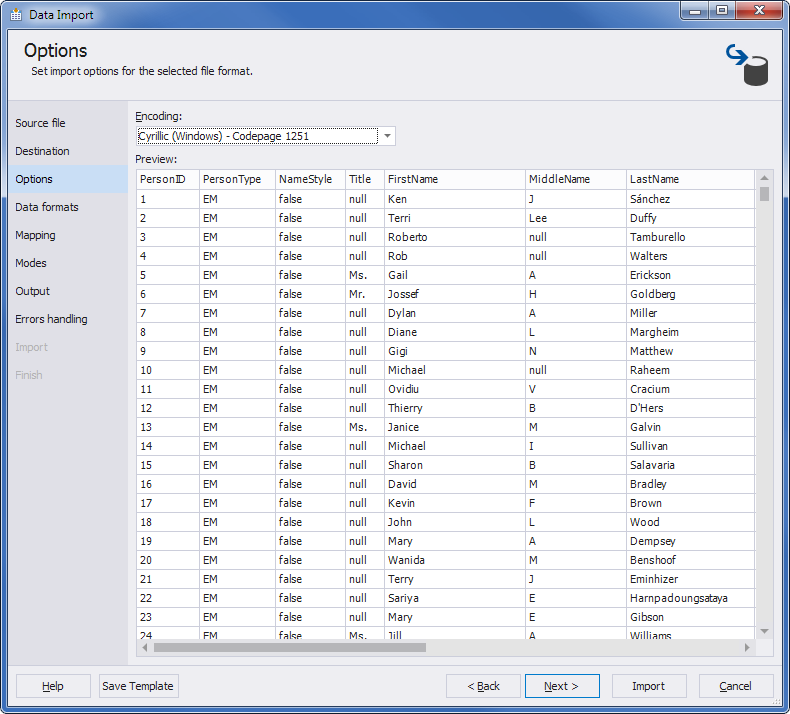 Data Import
Options
Set import options for the selected file format.
Source file
Destination
Options
Data formats
Mapping
Modes
Output
Errors handling
Import
Finish
Encoding:
Cyrillic (Windows) - Codepage 1251
Preview:
PersonID PersonType NameStyle Title FirstName MiddleName LastName
1 EM false null Ken J Sánchez
2 EM false null Terri Lee Duffy
3 EM false null Roberto null Tamburello
4 EM false null Rob null Walters
5 EM false Ms. Gail A Erickson
6 EM false Mr. Jossef H Goldberg
7 EM false null Dylan A Miller
8 EM false null Diane L Margheim
9 EM false null Gigi N Matthew
10 EM false null Michael null Raheem
11 EM false null Ovidiu V Cracium
12 EM false null Thierry B D'Hers
13 EM false Ms. Janice M Galvin
14 EM false null Michael I Sullivan
15 EM false null Sharon B Salavaria
16 EM false null David M Bradley
17 EM false null Kevin F Brown
18 EM false null John L Wood
19 EM false null Mary A Dempsey
20 EM false null Wanida M Benshoof
21 EM false null Terry J Eminhizer
22 EM false null Sariya E Harnpadoungsataya
23 EM false null Mary E Gibson
24 EM false Ms. Jill A Williams
Help Save Template < Back Next > Import Cancel